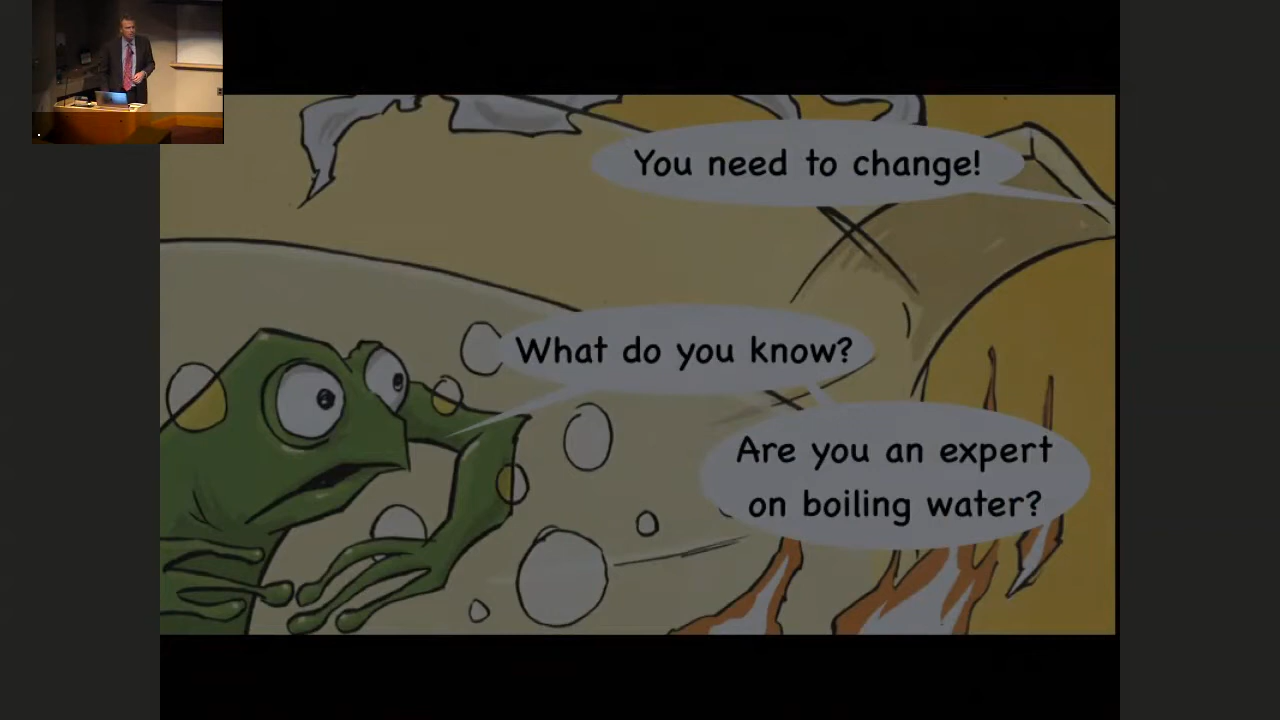 You need to change!
What do you know?
Are you an expert
on boiling water?